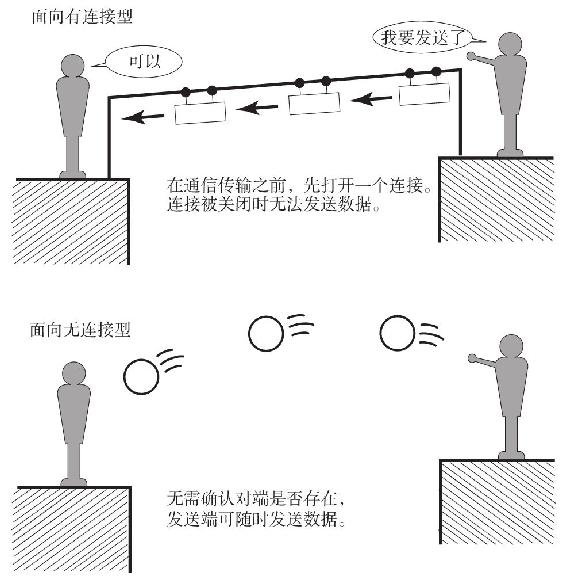 面向有连接型
我要发送了
可以
在通信传输之前，先打开一个连接。
连接被关闭时无法发送数据。
面向无连接型
无需确认对端是否存在，
发送端可随时发送数据。